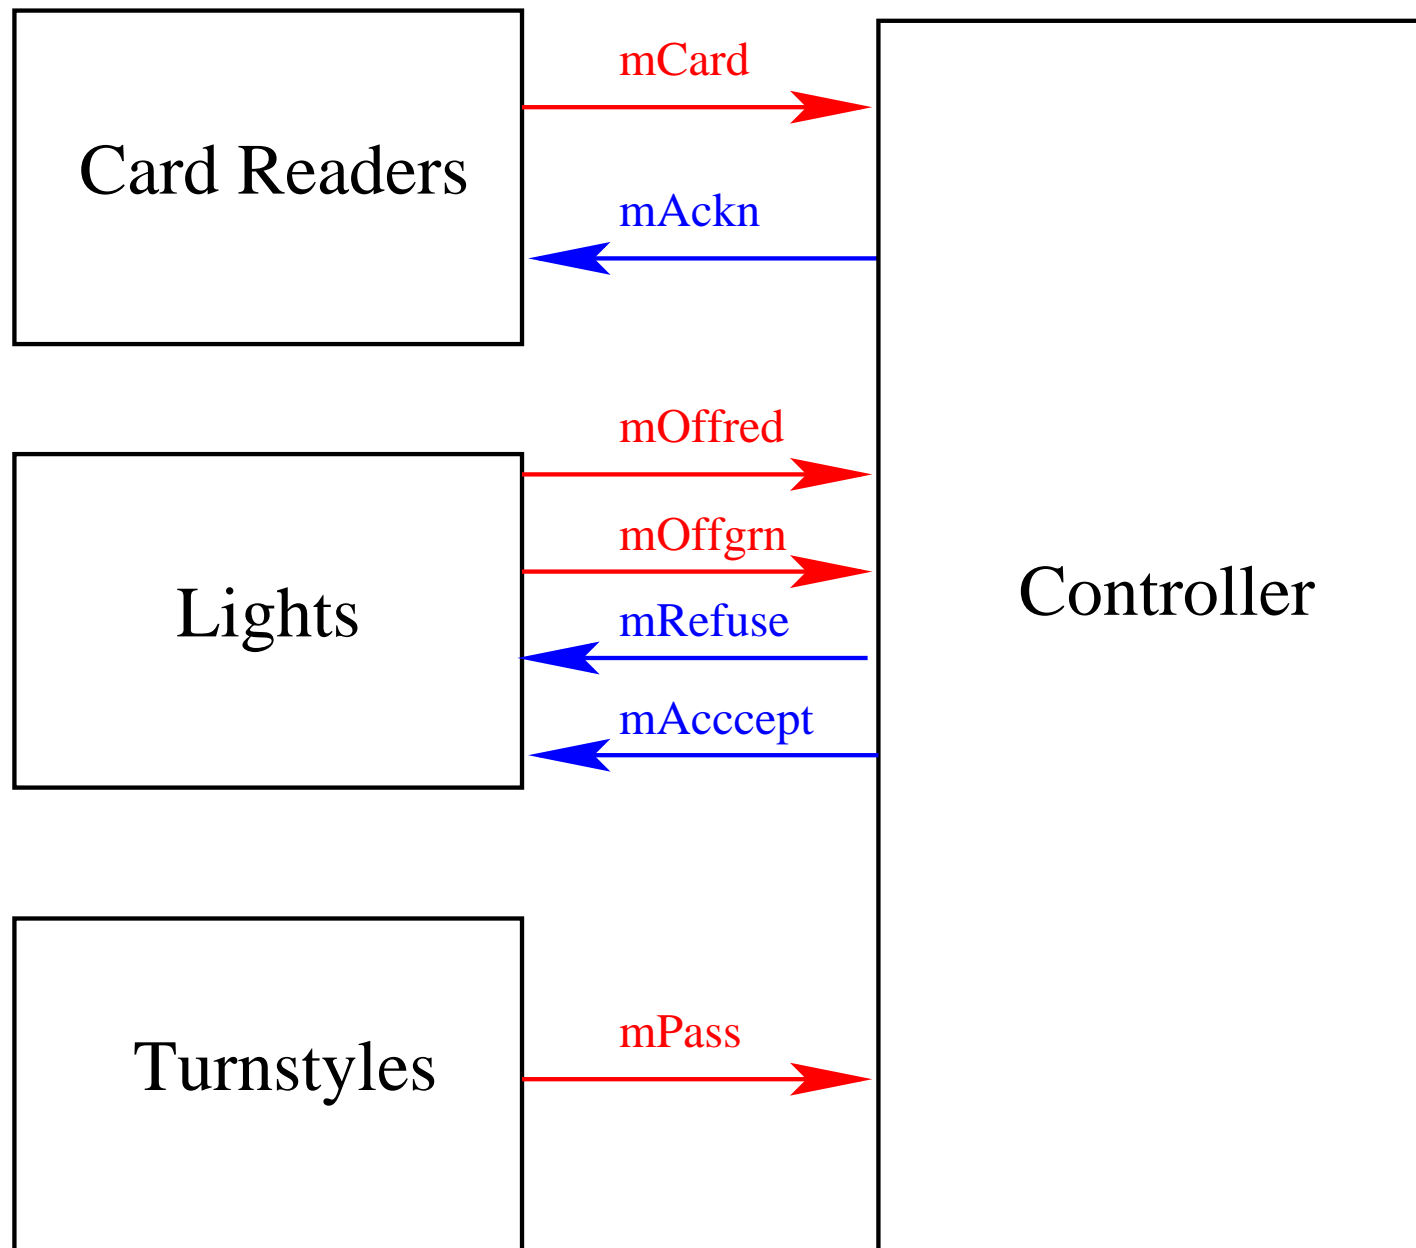 mCard
Card Readers
mAckn
mOffred
mOffgrn
Controller
Lights
mRefuse
mAcccept
mPass
Turnstyles